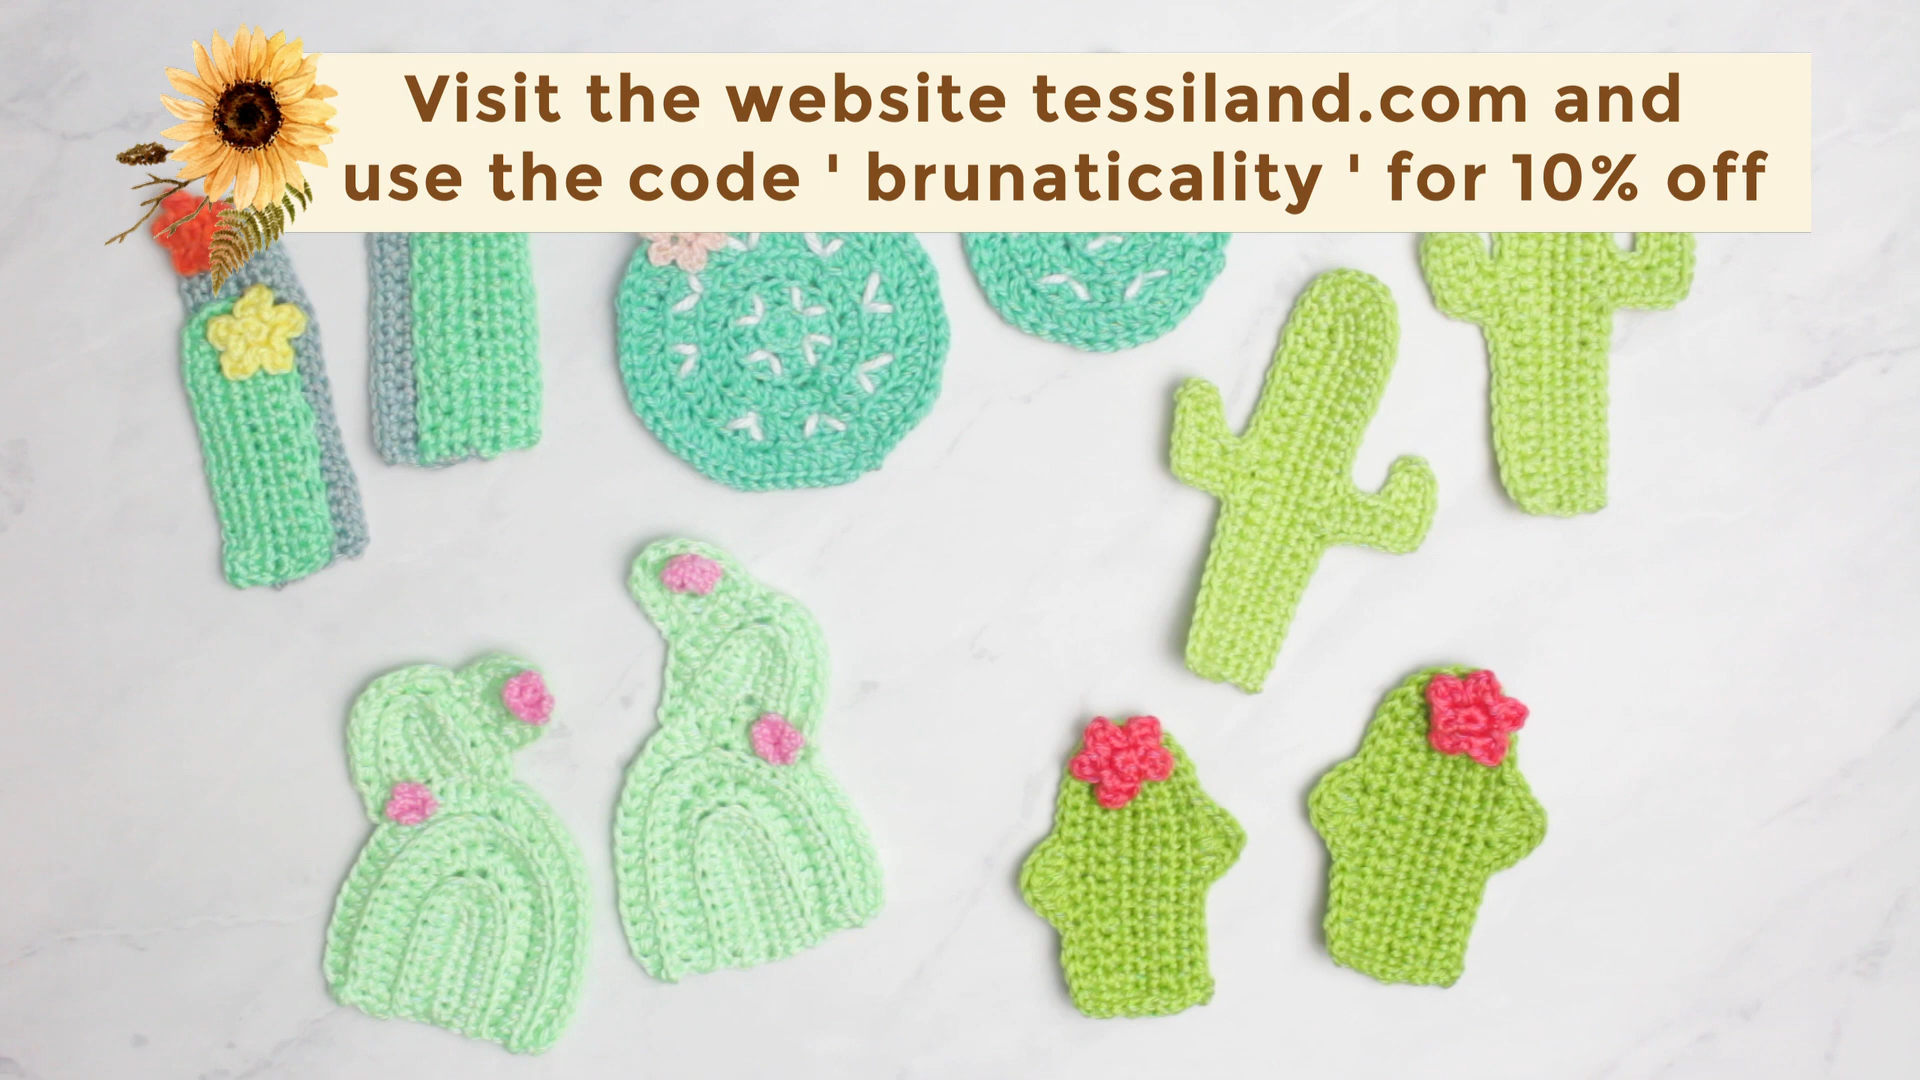 Visit the website tessiland.com and
use the code ' brunaticality ' for 10% off